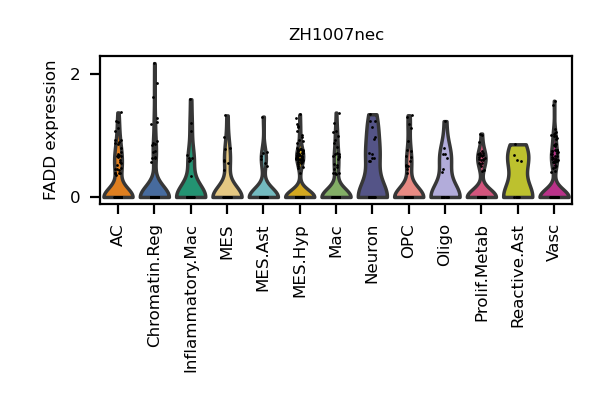 ZH1007nec
FADD expression
2
0
AC
Chromatin.Reg
Inflammatory.Mac
MES
MES.Ast
MES.Hyp
Mac
Neuron
OPC
Oligo
Prolif.Metab
Reactive.Ast
Vasc